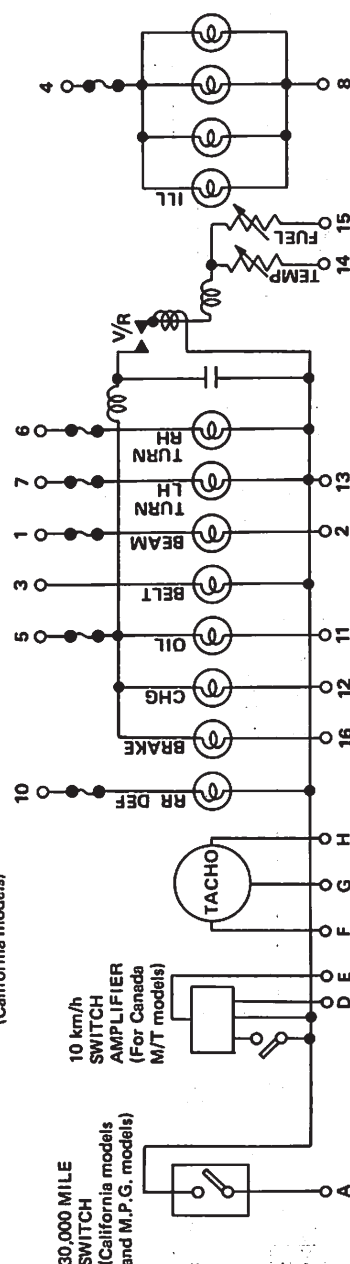 (California models)
30,000 MILE
SWITCH
(California models
and M.P.G. models)
10 km/h
SWITCH
AMPLIFIER
(For Canada
M/T models)
TACHO
10
5
3
1
7
6
4
RR DEF
BRAKE
CHG
OIL
BELT
BEAM
TURN
LH
TURN
RH
V/R
TEMP
FUEL
ILL
A
D
E
F
G
H
16
12
11
2
13
14
15
8